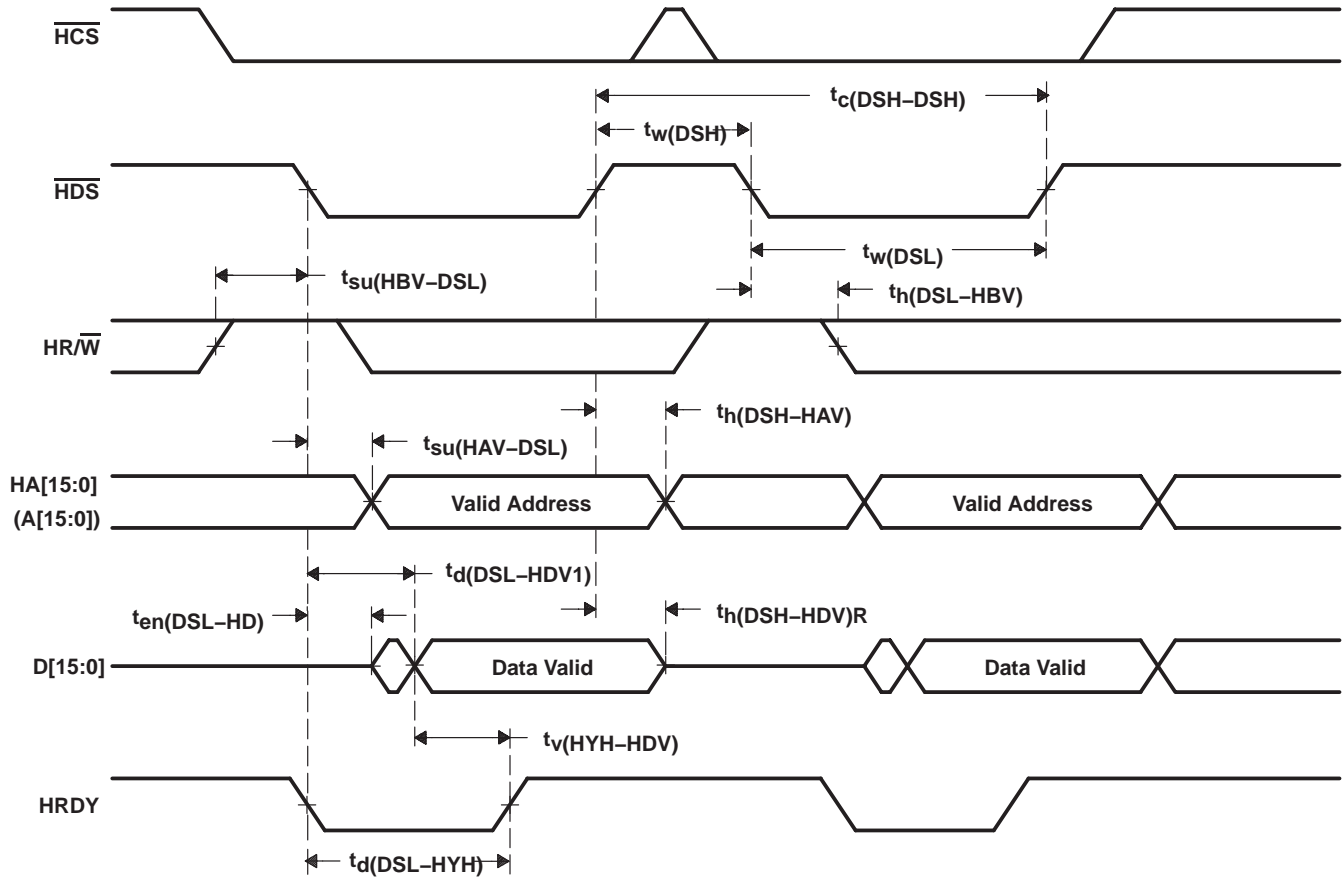 HCS
tc(DSH–DSH)
tw(DSH)
HDS
tw(DSL)
tsu(HBV–DSL)
th(DSL–HBV)
HR/W
th(DSH–HAV)
tsu(HAV–DSL)
HA[15:0]
(A[15:0])
Valid Address
Valid Address
td(DSL–HDV1)
ten(DSL–HD)
th(DSH–HDV)R
D[15:0]
Data Valid
Data Valid
tv(HYH–HDV)
HRDY
td(DSL–HYH)